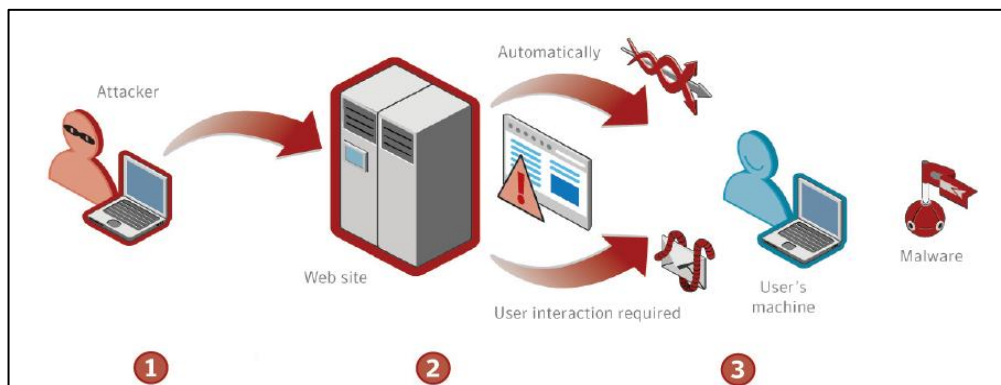 Attacker
Web site
Automatically
!
User interaction required
User's
machine
Malware
1
2
3